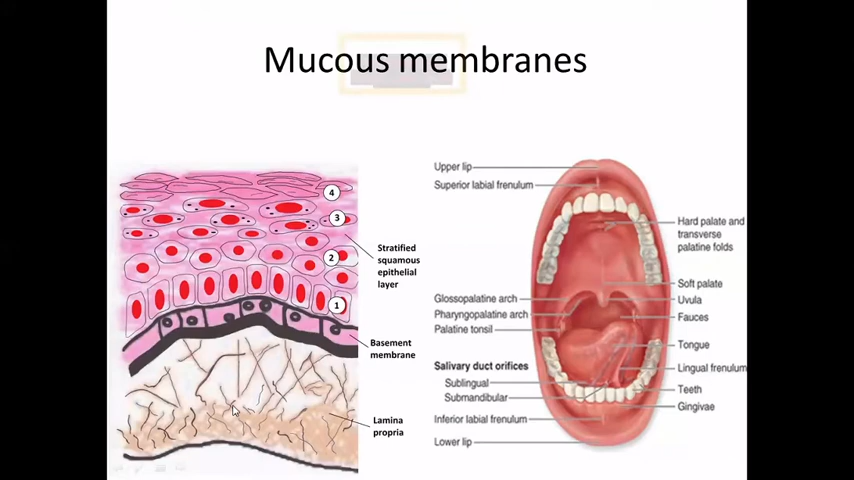 Mucous membranes
4
3
2
1
Stratified
squamous
epithelial
layer
Basement
membrane
Lamina
propria
Upper lip
Superior labial frenulum
Hard palate and
transverse
palatine folds
Soft palate
Glossopalatine arch
Uvula
Pharyngopalatine arch
Fauces
Palatine tonsil
Tongue
Salivary duct orifices
Lingual frenulum
Sublingual
Teeth
Submandibular
Gingivae
Inferior labial frenulum
Lower lip